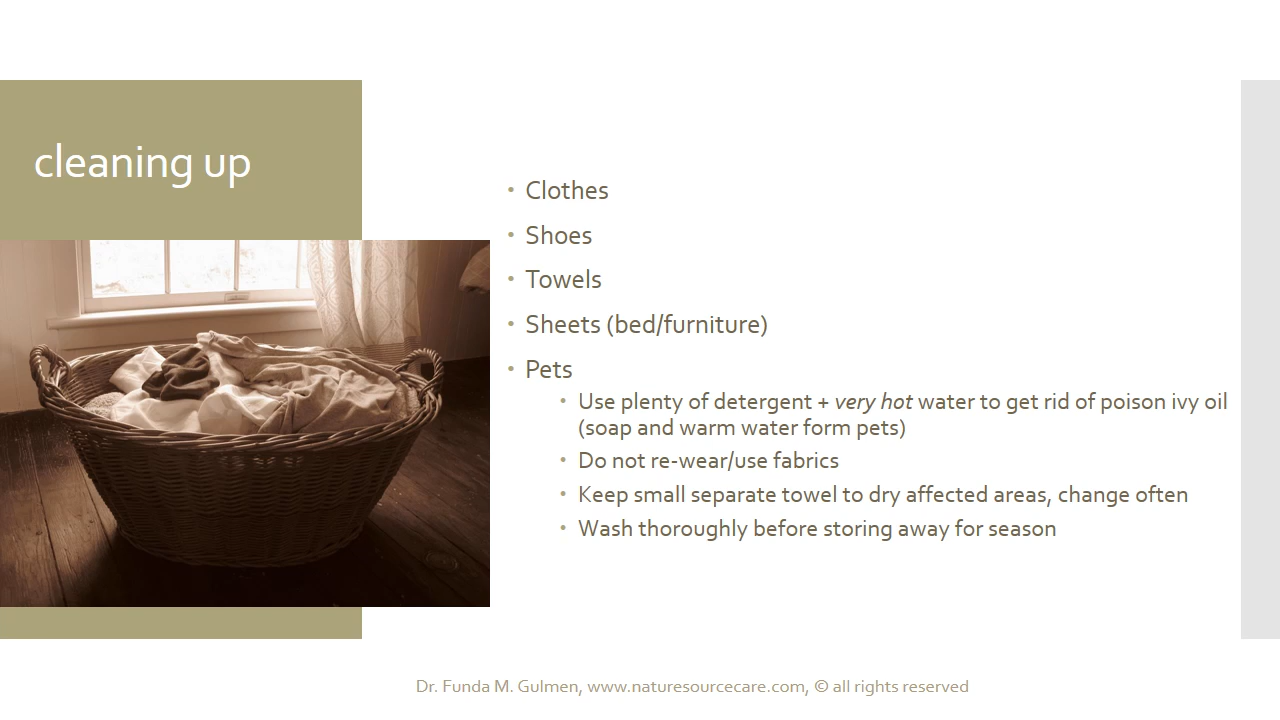 cleaning up
• Clothes
• Shoes
• Towels
• Sheets (bed/furniture)
• Pets
• Use plenty of detergent + very hot water to get rid of poison ivy oil
(soap and warm water form pets)
• Do not re-wear/use fabrics
• Keep small separate towel to dry affected areas, change often
• Wash thoroughly before storing away for season
Dr. Funda M. Gulmen, www.naturesourcecare.com, © all rights reserved